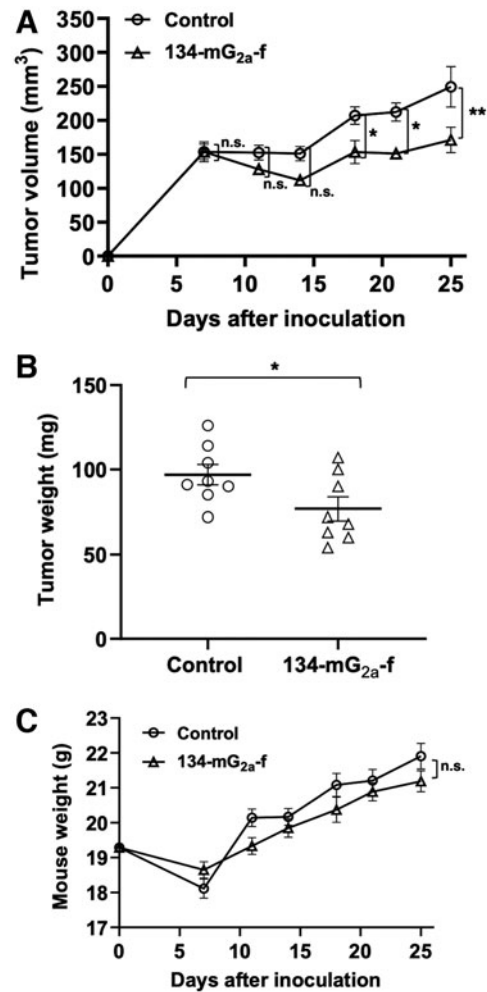 A
Control
134-mG2a-f
Tumor volume (mm3)
350
300
250
200
150
100
50
0
n.s.
n.s.
n.s.
*
*
**
0 5 10 15 20 25
Days after inoculation
B
*
Tumor weight (mg)
150
100
50
0
Control 134-mG2a-f
C
Control
134-mG2a-f
Mouse weight (g)
23
22
21
20
19
18
17
n.s.
0 5 10 15 20 25
Days after inoculation